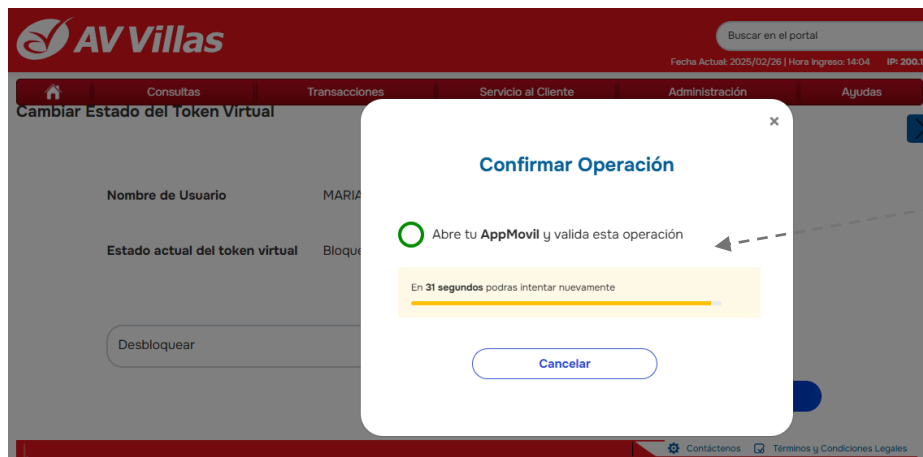 AV Villas
Buscar en el portal
Fecha Actual: 2025/02/26 | Hora Ingreso: 14:04 IP: 200.1
Consultas Transacciones Servicio al Cliente Administración Ayudas
Cambiar Estado del Token Virtual
Confirmar Operación
Nombre de Usuario MARIA
Abre tu AppMovil y valida esta operación
Estado actual del token virtual Bloque
En 31 segundos podras intentar nuevamente
Desbloquear
Cancelar
Contáctenos Términos y Condiciones Legales